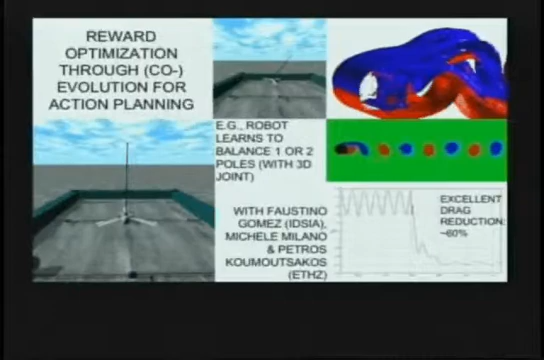 REWARD
OPTIMIZATION
THROUGH (CO-)
EVOLUTION FOR
ACTION PLANNING
E.G., ROBOT
LEARNS TO
BALANCE 1 OR 2
POLES (WITH 3D
JOINT)
WITH FAUSTINO
GOMEZ (IDSIA),
MICHELE MILANO
& PETROS
KOUMOUTSAKOS
(ETHZ)
EXCELLENT
DRAG
REDUCTION:
~60%